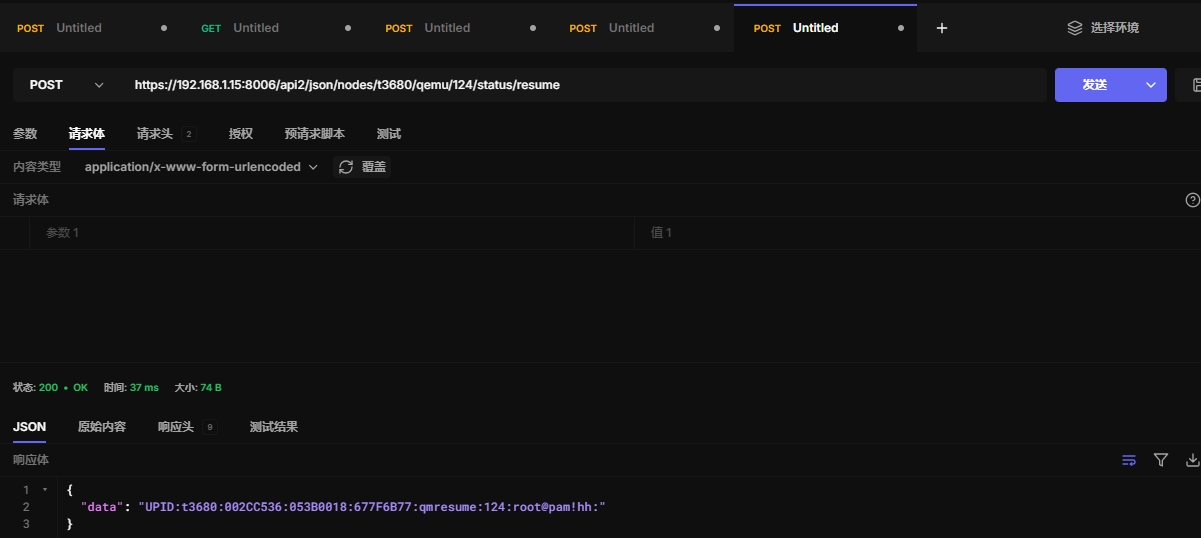 POST Untitled GET Untitled POST Untitled POST Untitled POST Untitled + 选择环境
POST https://192.168.1.15:8006/api2/json/nodes/t3680/qemu/124/status/resume 发送
参数 请求体 请求头 2 授权 预请求脚本 测试
内容类型 application/x-www-form-urlencoded 覆盖
请求体
参数 1 值 1
状态: 200 • OK 时间: 37 ms 大小: 74 B
JSON 原始内容 响应头 9 测试结果
响应体
1 {
2 "data": "UPID:t3680:002CC536:053B0018:677F6B77:qmresume:124:root@pam!hh:"
3 }